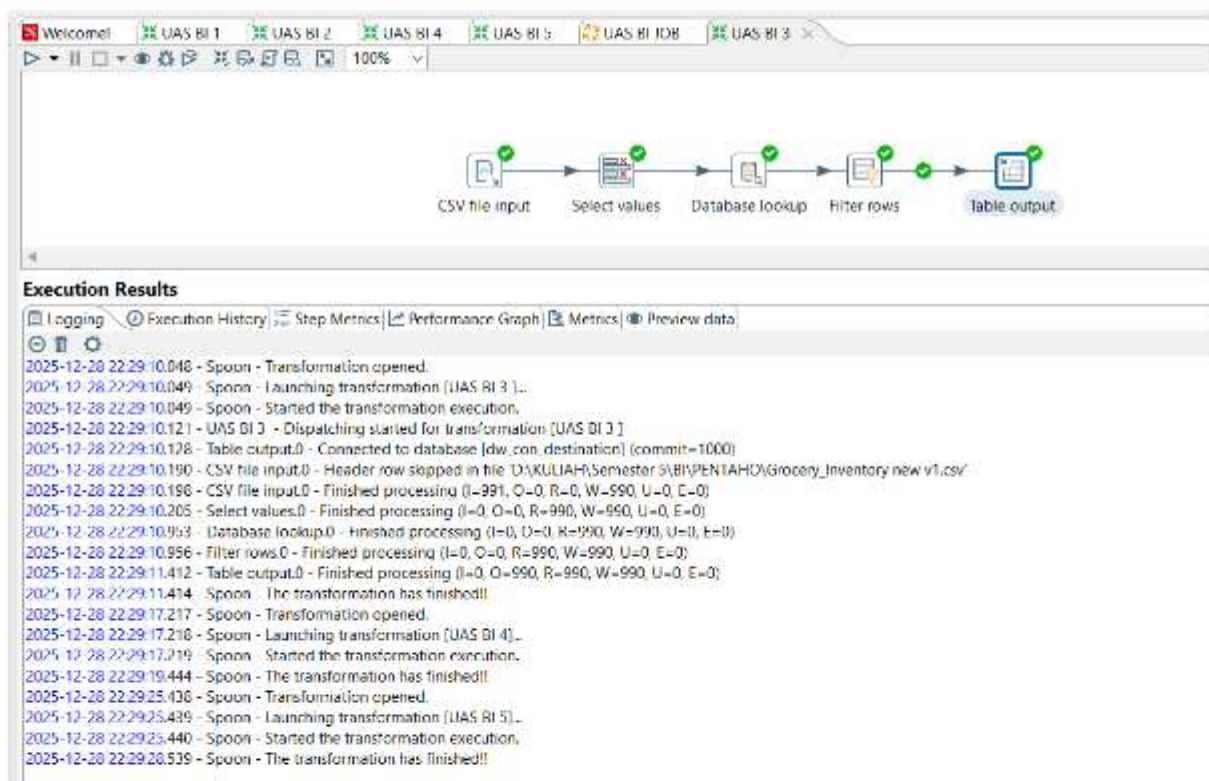 Welcome! UAS BI 1 UAS BI 2 UAS BI 4 UAS BI 5 UAS BI JOB UAS BI 3
100%
CSV file input Select values Database lookup Filter rows Table output
Execution Results
Logging Execution History Step Metrics Performance Graph Metrics Preview data
2025-12-28 22:29:10.048 - Spoon - Transformation opened.
2025-12-28 22:29:10.049 - Spoon - Launching transformation [UAS BI 3 ]...
2025-12-28 22:29:10.049 - Spoon - Started the transformation execution.
2025-12-28 22:29:10.121 - UAS BI 3 - Dispatching started for transformation [UAS BI 3 ]
2025-12-28 22:29:10.128 - Table output.0 - Connected to database [dw_con_destination] (commit=1000)
2025-12-28 22:29:10.190 - CSV file input.0 - Header row skipped in file 'D:\KULIAH\Semester 5\BI\PENTAHO\Grocery_Inventory new v1.csv'
2025-12-28 22:29:10.198 - CSV file input.0 - Finished processing (I=991, O=0, R=0, W=990, U=0, E=0)
2025-12-28 22:29:10.205 - Select values.0 - Finished processing (I=0, O=0, R=990, W=990, U=0, E=0)
2025-12-28 22:29:10.953 - Database lookup.0 - Finished processing (I=0, O=0, R=990, W=990, U=0, E=0)
2025-12-28 22:29:10.956 - Filter rows.0 - Finished processing (I=0, O=0, R=990, W=990, U=0, E=0)
2025-12-28 22:29:11.412 - Table output.0 - Finished processing (I=0, O=990, R=990, W=990, U=0, E=0)
2025-12-28 22:29:11.414 - Spoon - The transformation has finished!!
2025-12-28 22:29:17.217 - Spoon - Transformation opened.
2025-12-28 22:29:17.218 - Spoon - Launching transformation [UAS BI 4]...
2025-12-28 22:29:17.219 - Spoon - Started the transformation execution.
2025-12-28 22:29:19.444 - Spoon - The transformation has finished!!
2025-12-28 22:29:25.438 - Spoon - Transformation opened.
2025-12-28 22:29:25.439 - Spoon - Launching transformation [UAS BI 5]...
2025-12-28 22:29:25.440 - Spoon - Started the transformation execution.
2025-12-28 22:29:28.539 - Spoon - The transformation has finished!!